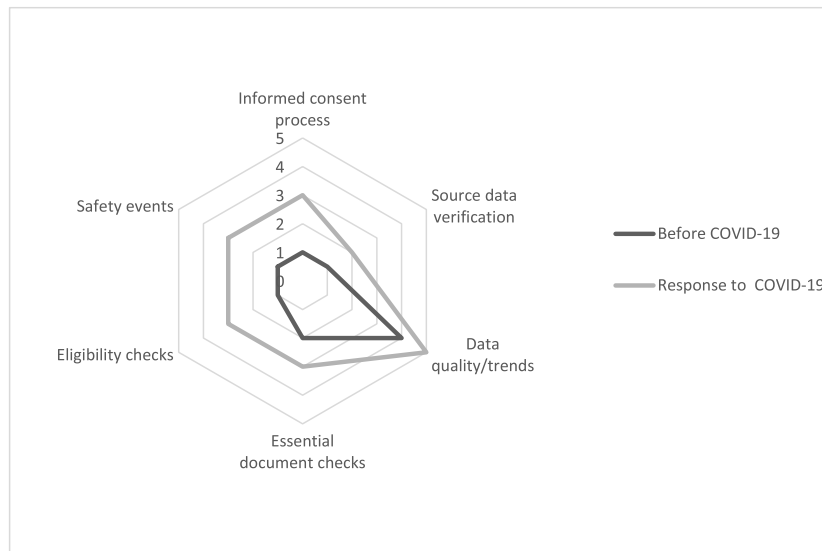 Informed consent
process
5
4
3
2
1
0
Source data
verification
Data
quality/trends
Essential
document checks
Eligibility checks
Safety events
Before COVID-19
Response to COVID-19